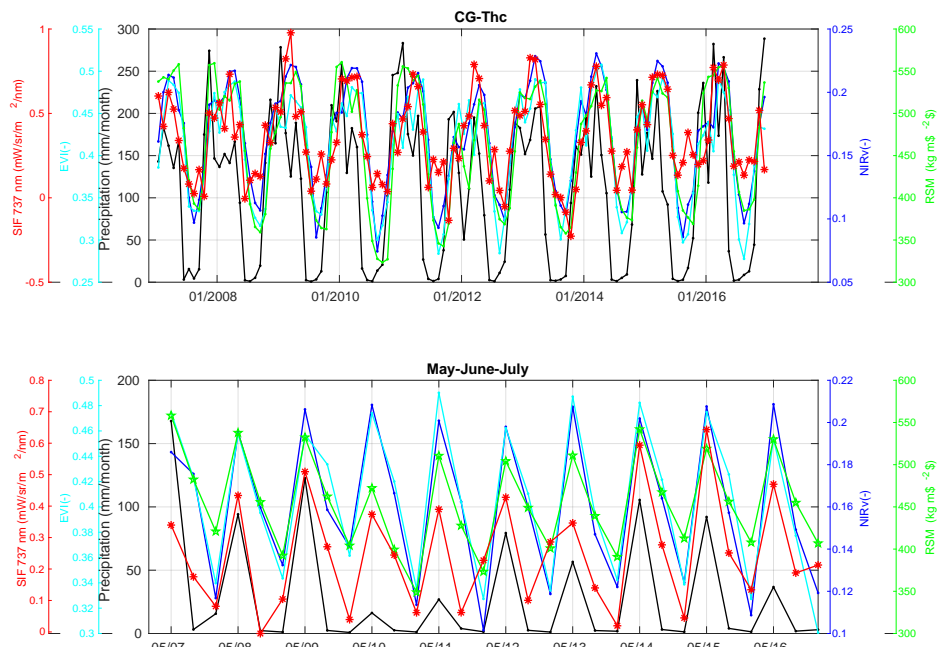 CG-Thc
1 0.55 300 0.25 600
250
0.5 0.2 550
0.5 200 500
0.45
150 0.15 450
0.4
0 100 400
0.35 0.1
50 350
0.3
-0.5 0.25 0 0.05 300
SIF 737 nm (mW/sr/m ²/nm)
EVI(-)
Precipitation (mm/month)
NIRv(-)
RSM (kg m$ ⁻²$)
01/2008 01/2010 01/2012 01/2014 01/2016
May-June-July
0.8 0.5 200 0.22 600
0.48
0.7
0.46 0.2 550
0.6 150
0.44
0.5 0.18 500
0.42
0.4 0.4 100 0.16 450
0.38
0.3
0.36 0.14 400
0.2 50
0.34
0.1 0.12 350
0.32
0 0.3 0 0.1 300
SIF 737 nm (mW/sr/m ²/nm)
EVI(-)
Precipitation (mm/month)
NIRv(-)
RSM (kg m$ ⁻²$)
05/07 05/08 05/09 05/10 05/11 05/12 05/13 05/14 05/15 05/16